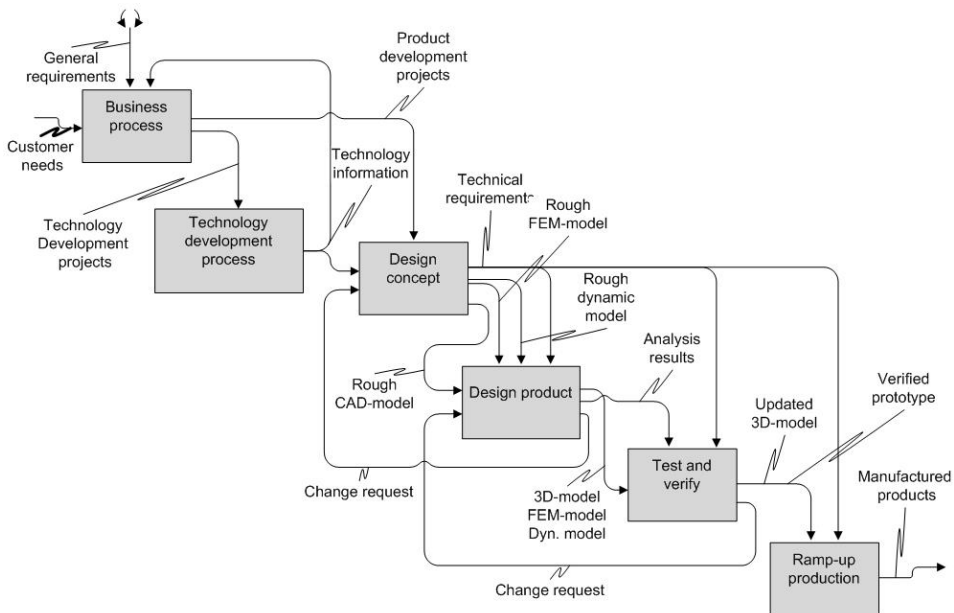 General
requirements
Product
development
projects
Business
process
Customer
needs
Technology
information
Technical
requirements
Rough
FEM-model
Technology
Development
projects
Technology
development
process
Design
concept
Rough
dynamic
model
Analysis
results
Rough
CAD-model
Design product
Verified
prototype
Updated
3D-model
Test and
verify
Manufactured
products
Change request
3D-model
FEM-model
Dyn. model
Ramp-up
production
Change request